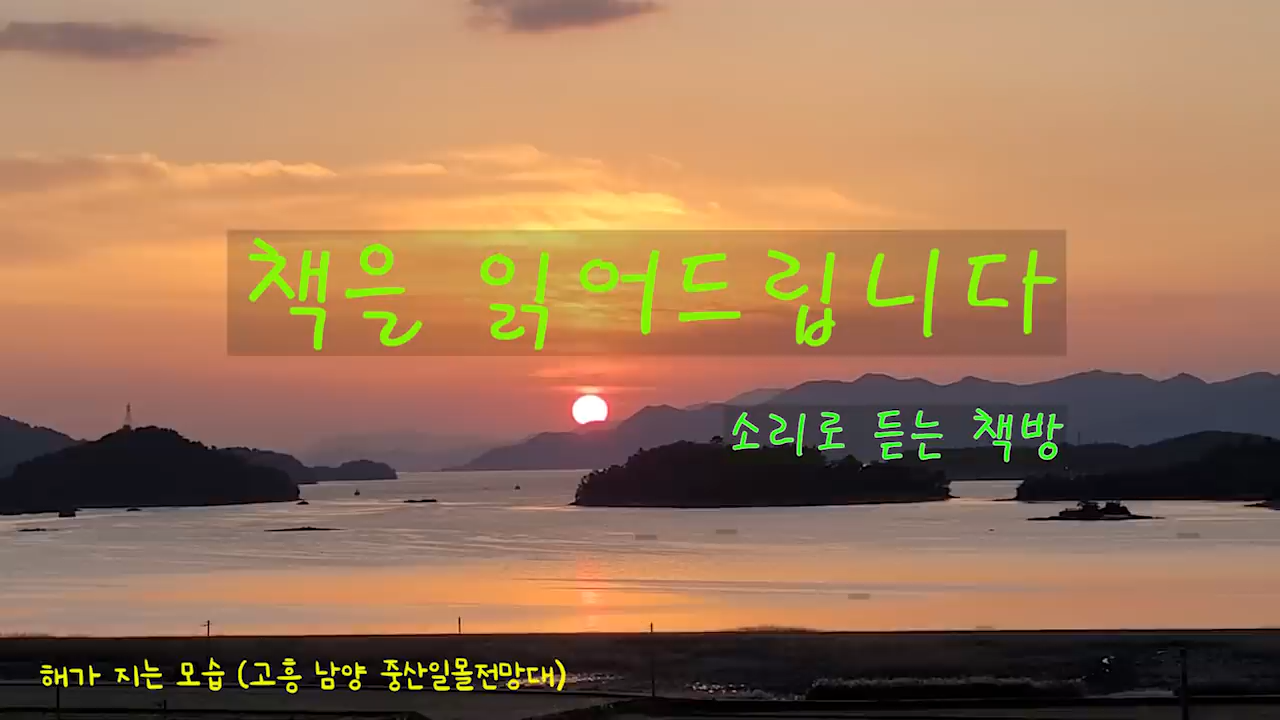 책을 읽어드립니다
소리로 듣는 책방
해가 지는 모습 (고흥 남양 중산일몰전망대)